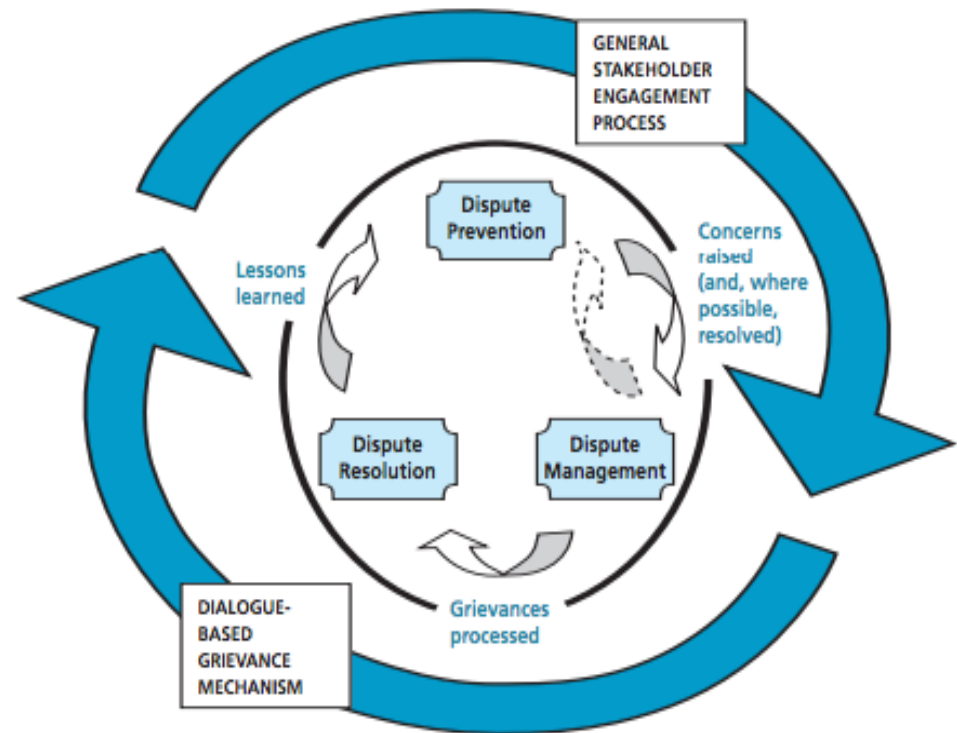 GENERAL
STAKEHOLDER
ENGAGEMENT
PROCESS
Dispute
Prevention
Concerns
raised
(and, where
possible,
resolved)
Lessons
learned
Dispute
Resolution
Dispute
Management
Grievances
processed
DIALOGUE-
BASED
GRIEVANCE
MECHANISM